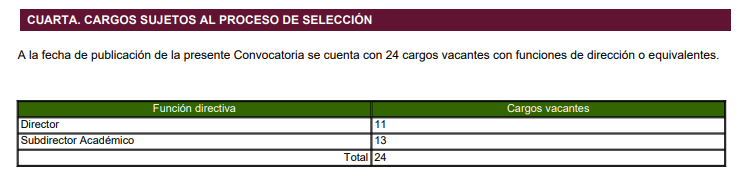 CUARTA. CARGOS SUJETOS AL PROCESO DE SELECCIÓN
A la fecha de publicación de la presente Convocatoria se cuenta con 24 cargos vacantes con funciones de dirección o equivalentes.
Función directiva Cargos vacantes
Director 11
Subdirector Académico 13
Total 24